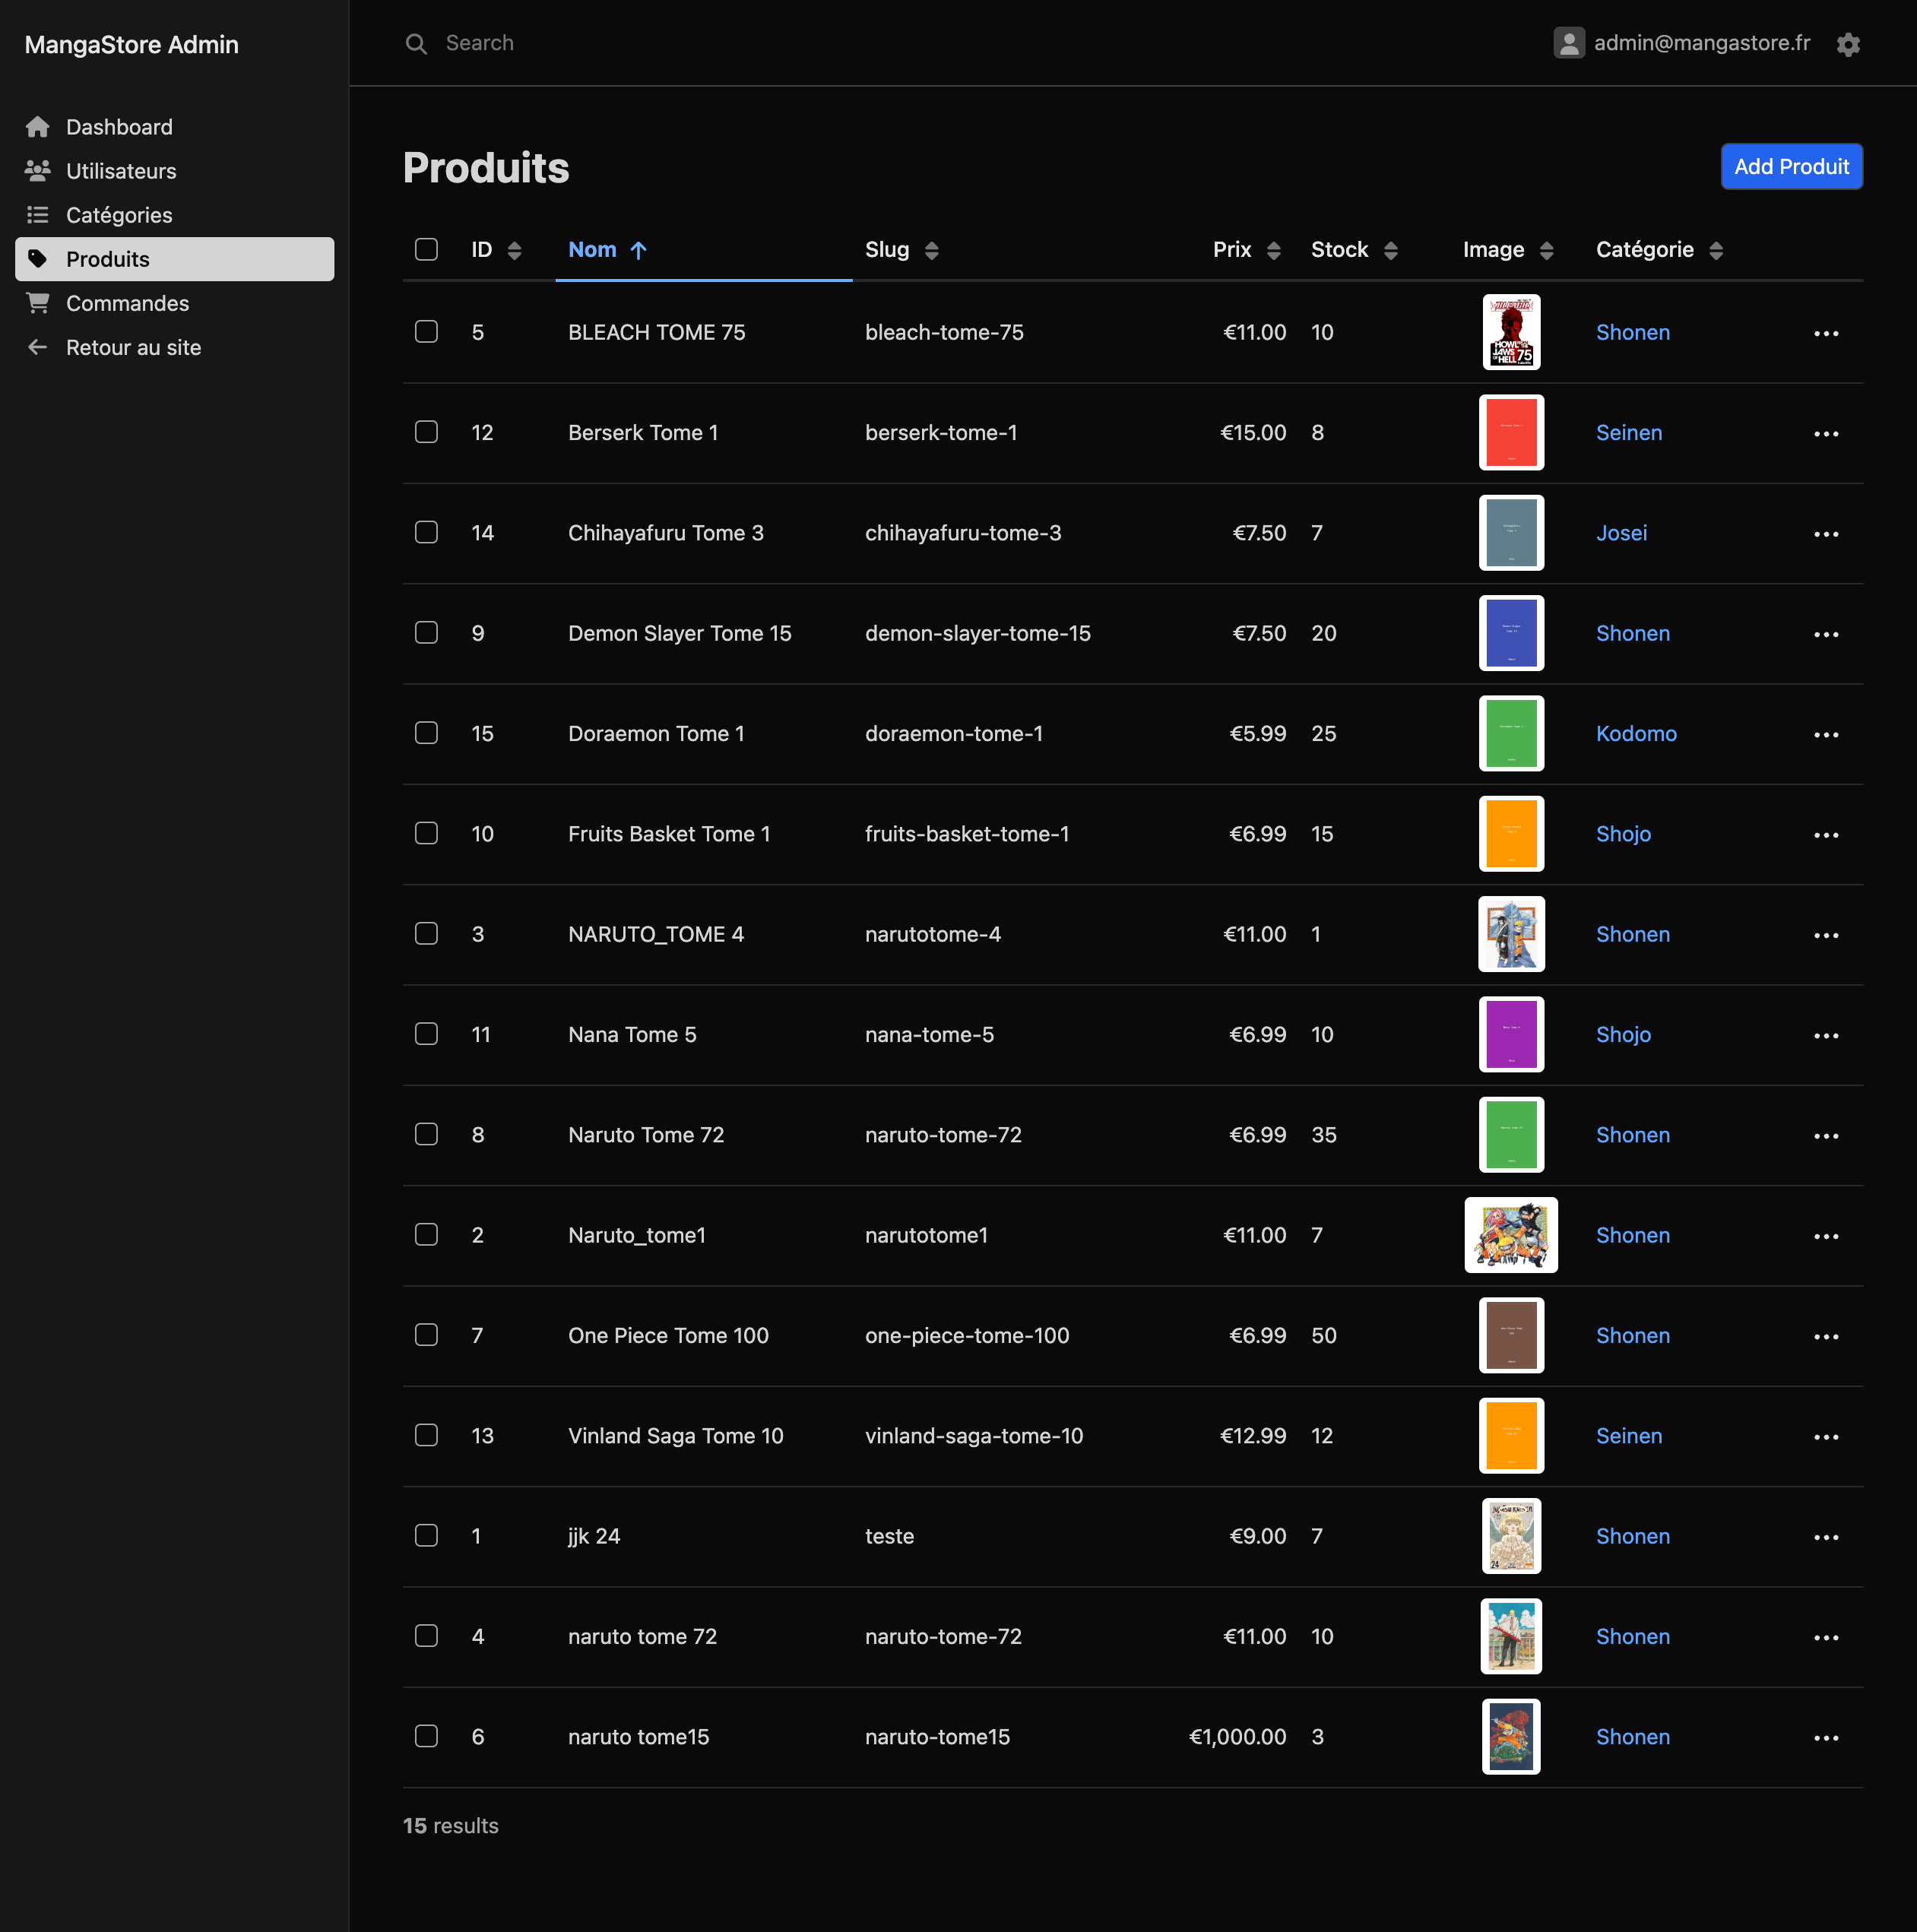 MangaStore Admin
Search
admin@mangastore.fr
Dashboard
Utilisateurs
Catégories
Produits
Commandes
Retour au site
Produits
Add Produit
ID Nom Slug Prix Stock Image Catégorie
5 BLEACH TOME 75 bleach-tome-75 €11.00 10 Shonen
HOWL
JAWS
HELL 75
12 Berserk Tome 1 berserk-tome-1 €15.00 8 Seinen
14 Chihayafuru Tome 3 chihayafuru-tome-3 €7.50 7 Josei
9 Demon Slayer Tome 15 demon-slayer-tome-15 €7.50 20 Shonen
15 Doraemon Tome 1 doraemon-tome-1 €5.99 25 Kodomo
10 Fruits Basket Tome 1 fruits-basket-tome-1 €6.99 15 Shojo
3 NARUTO_TOME 4 narutotome-4 €11.00 1 Shonen
11 Nana Tome 5 nana-tome-5 €6.99 10 Shojo
8 Naruto Tome 72 naruto-tome-72 €6.99 35 Shonen
2 Naruto_tome1 narutotome1 €11.00 7 Shonen
7 One Piece Tome 100 one-piece-tome-100 €6.99 50 Shonen
13 Vinland Saga Tome 10 vinland-saga-tome-10 €12.99 12 Seinen
1 jjk 24 teste €9.00 7 Shonen
24
4 naruto tome 72 naruto-tome-72 €11.00 10 Shonen
6 naruto tome15 naruto-tome15 €1,000.00 3 Shonen
15 results